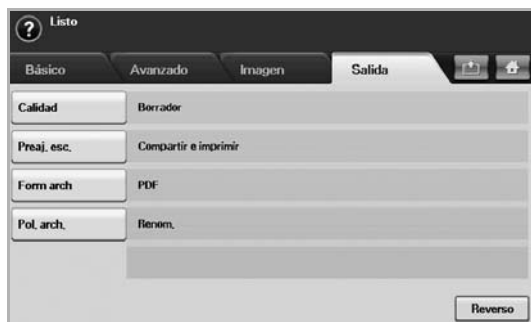 Listo
Básico Avanzado Imagen Salida
Calidad Borrador
Preaj. esc. Compartir e imprimir
Form arch PDF
Pol. arch. Renom.
Reverso